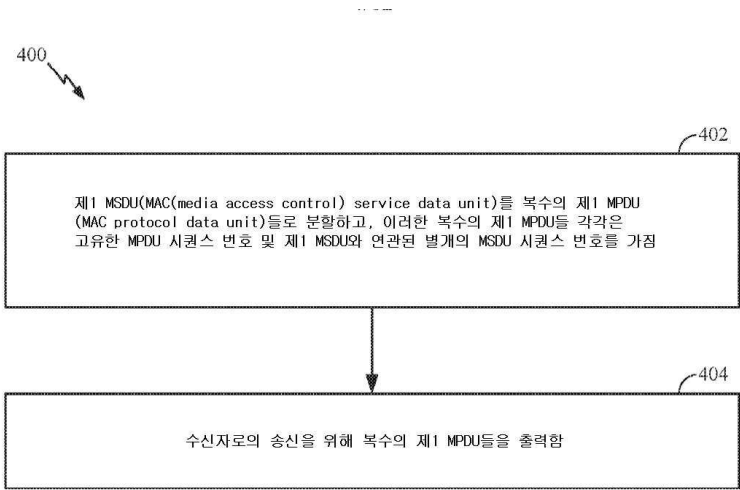 400
402
제1 MSDU(MAC(media access control) service data unit)를 복수의 제1 MPDU
(MAC protocol data unit)들로 분할하고, 이러한 복수의 제1 MPDU들 각각은
고유한 MPDU 시퀀스 번호 및 제1 MSDU와 연관된 별개의 MSDU 시퀀스 번호를 가짐
404
수신자로의 송신을 위해 복수의 제1 MPDU들을 출력함